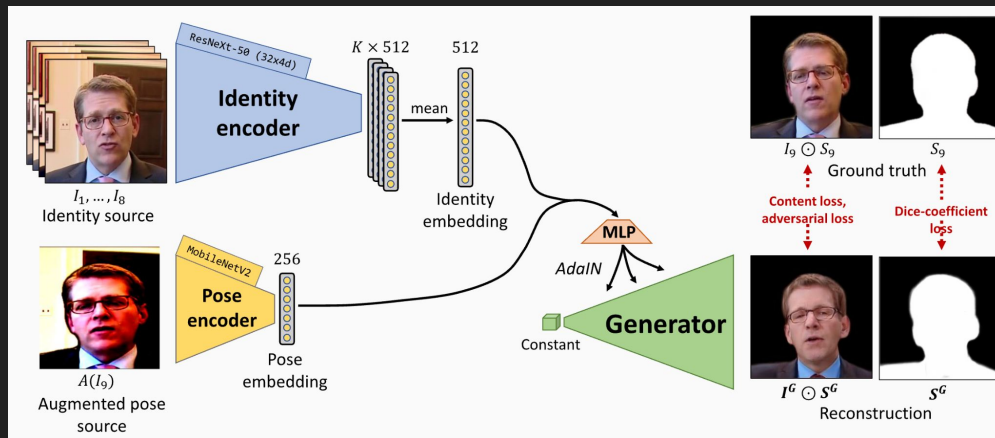 ResNeXt-50 (32x4d)
Identity
encoder
K × 512
512
mean
I₁, … , I₈
Identity source
Identity
embedding
MobileNetV2
Pose
encoder
256
Pose
embedding
A(I₉)
Augmented pose
source
MLP
AdaIN
Constant
Generator
I₉ ⊙ S₉
S₉
Ground truth
Content loss,
adversarial loss
Dice-coefficient
loss
Iᴳ ⊙ Sᴳ
Sᴳ
Reconstruction